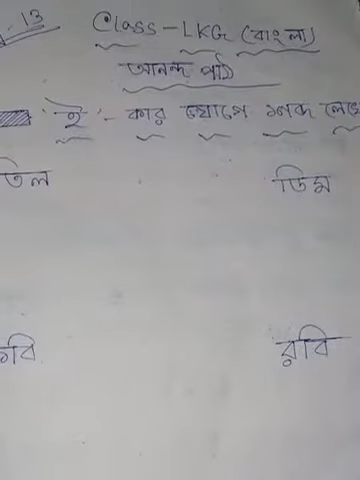 13
Class - LKG (বাংলা)
আনন্দ পাঠ
'ই' - কার যোগে শব্দ লেখ
তিল ডিম
রবি